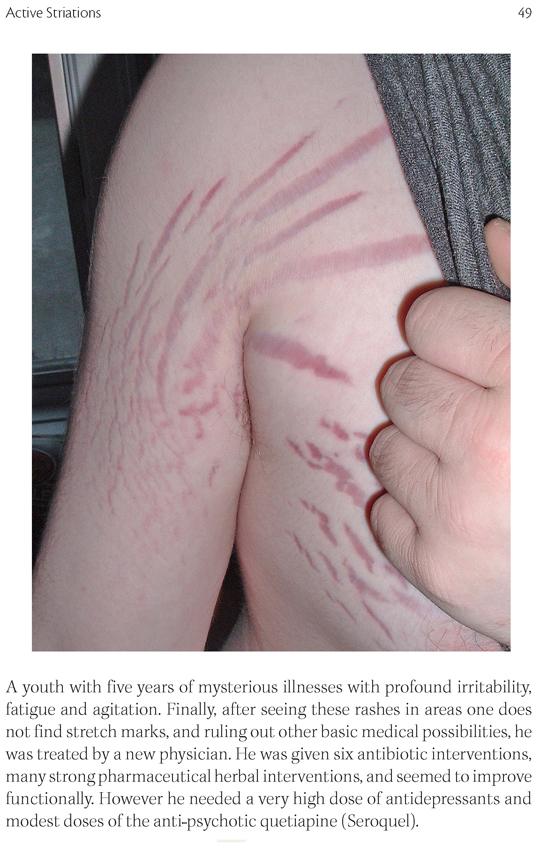 Active Striations
49
A youth with five years of mysterious illnesses with profound irritability,
fatigue and agitation. Finally, after seeing these rashes in areas one does
not find stretch marks, and ruling out other basic medical possibilities, he
was treated by a new physician. He was given six antibiotic interventions,
many strong pharmaceutical herbal interventions, and seemed to improve
functionally. However he needed a very high dose of antidepressants and
modest doses of the anti-psychotic quetiapine (Seroquel).